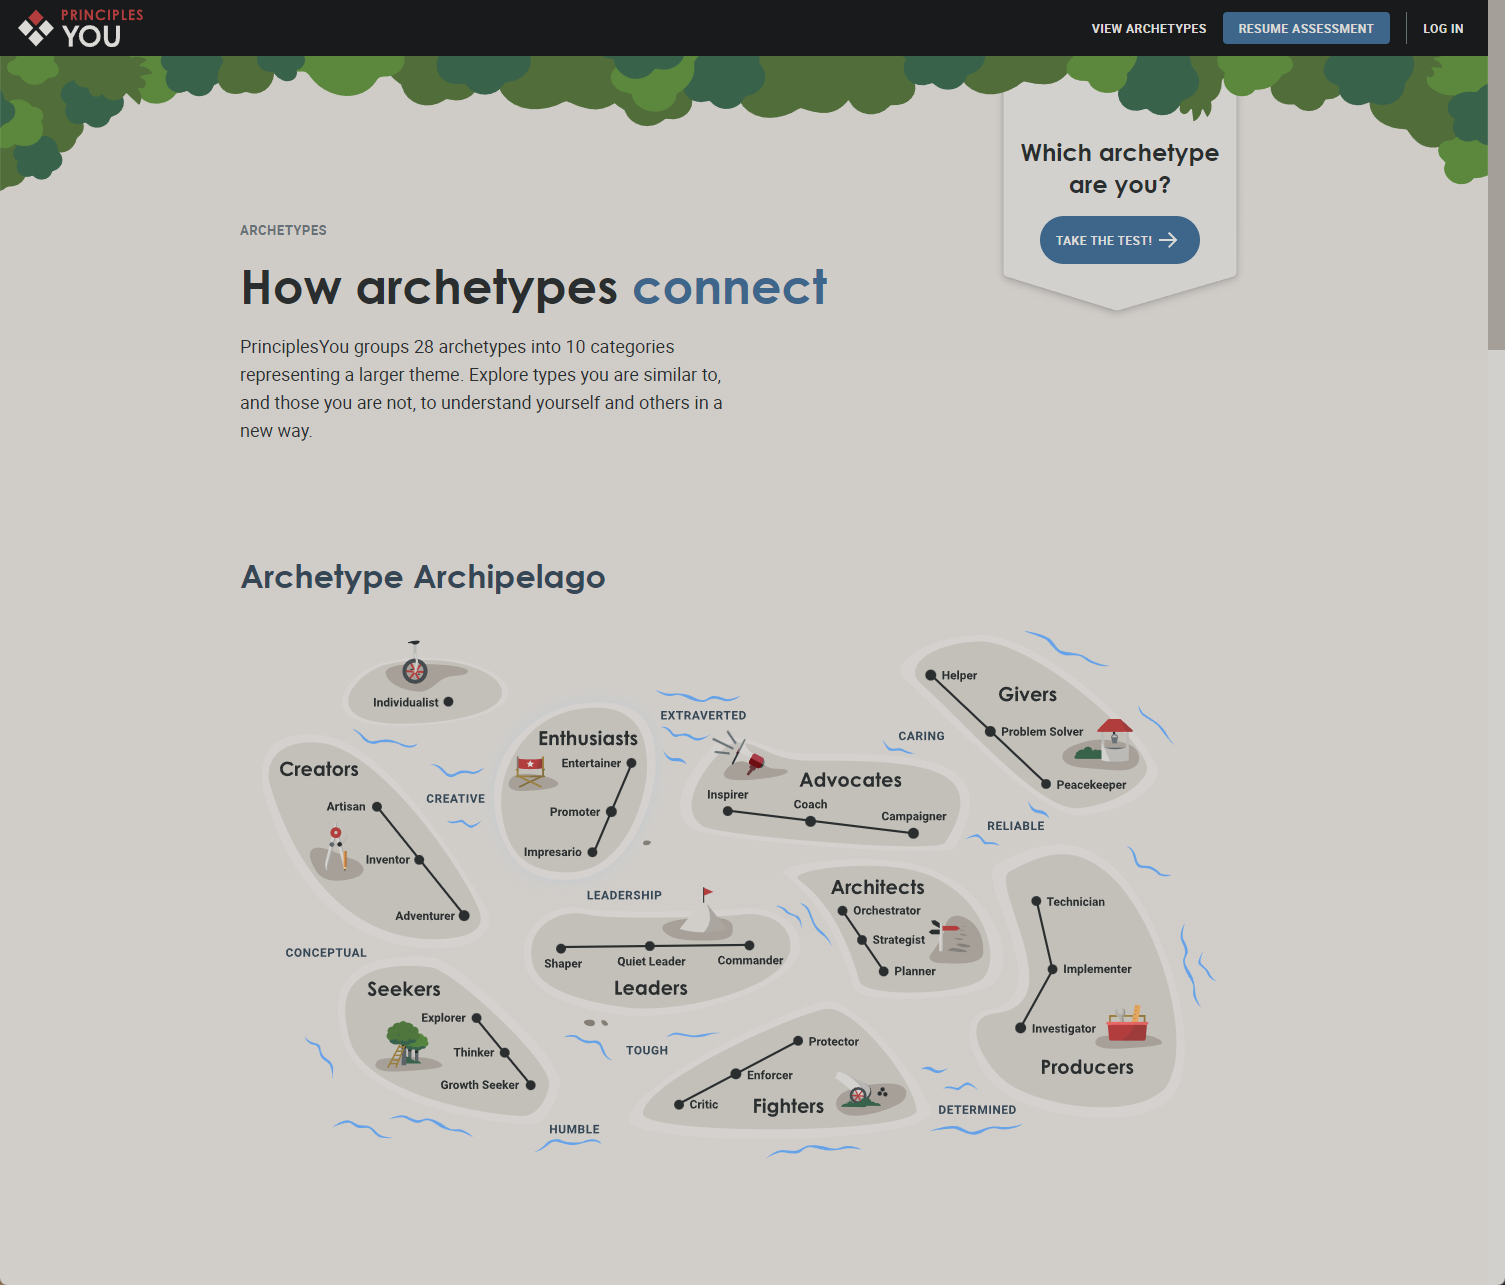 PRINCIPLES
YOU
VIEW ARCHETYPES
RESUME ASSESSMENT
LOG IN
Which archetype
are you?
TAKE THE TEST!
ARCHETYPES
How archetypes connect
PrinciplesYou groups 28 archetypes into 10 categories
representing a larger theme. Explore types you are similar to,
and those you are not, to understand yourself and others in a
new way.
Archetype Archipelago
Individualist
Creators
Artisan
Inventor
Adventurer
CREATIVE
CONCEPTUAL
Enthusiasts
Entertainer
Promoter
Impresario
EXTRAVERTED
Advocates
Inspirer
Coach
Campaigner
CARING
Helper
Givers
Problem Solver
Peacekeeper
RELIABLE
LEADERSHIP
Shaper
Quiet Leader
Commander
Leaders
Architects
Orchestrator
Strategist
Planner
Technician
Implementer
Investigator
Producers
Seekers
Explorer
Thinker
Growth Seeker
TOUGH
HUMBLE
Protector
Enforcer
Critic
Fighters
DETERMINED